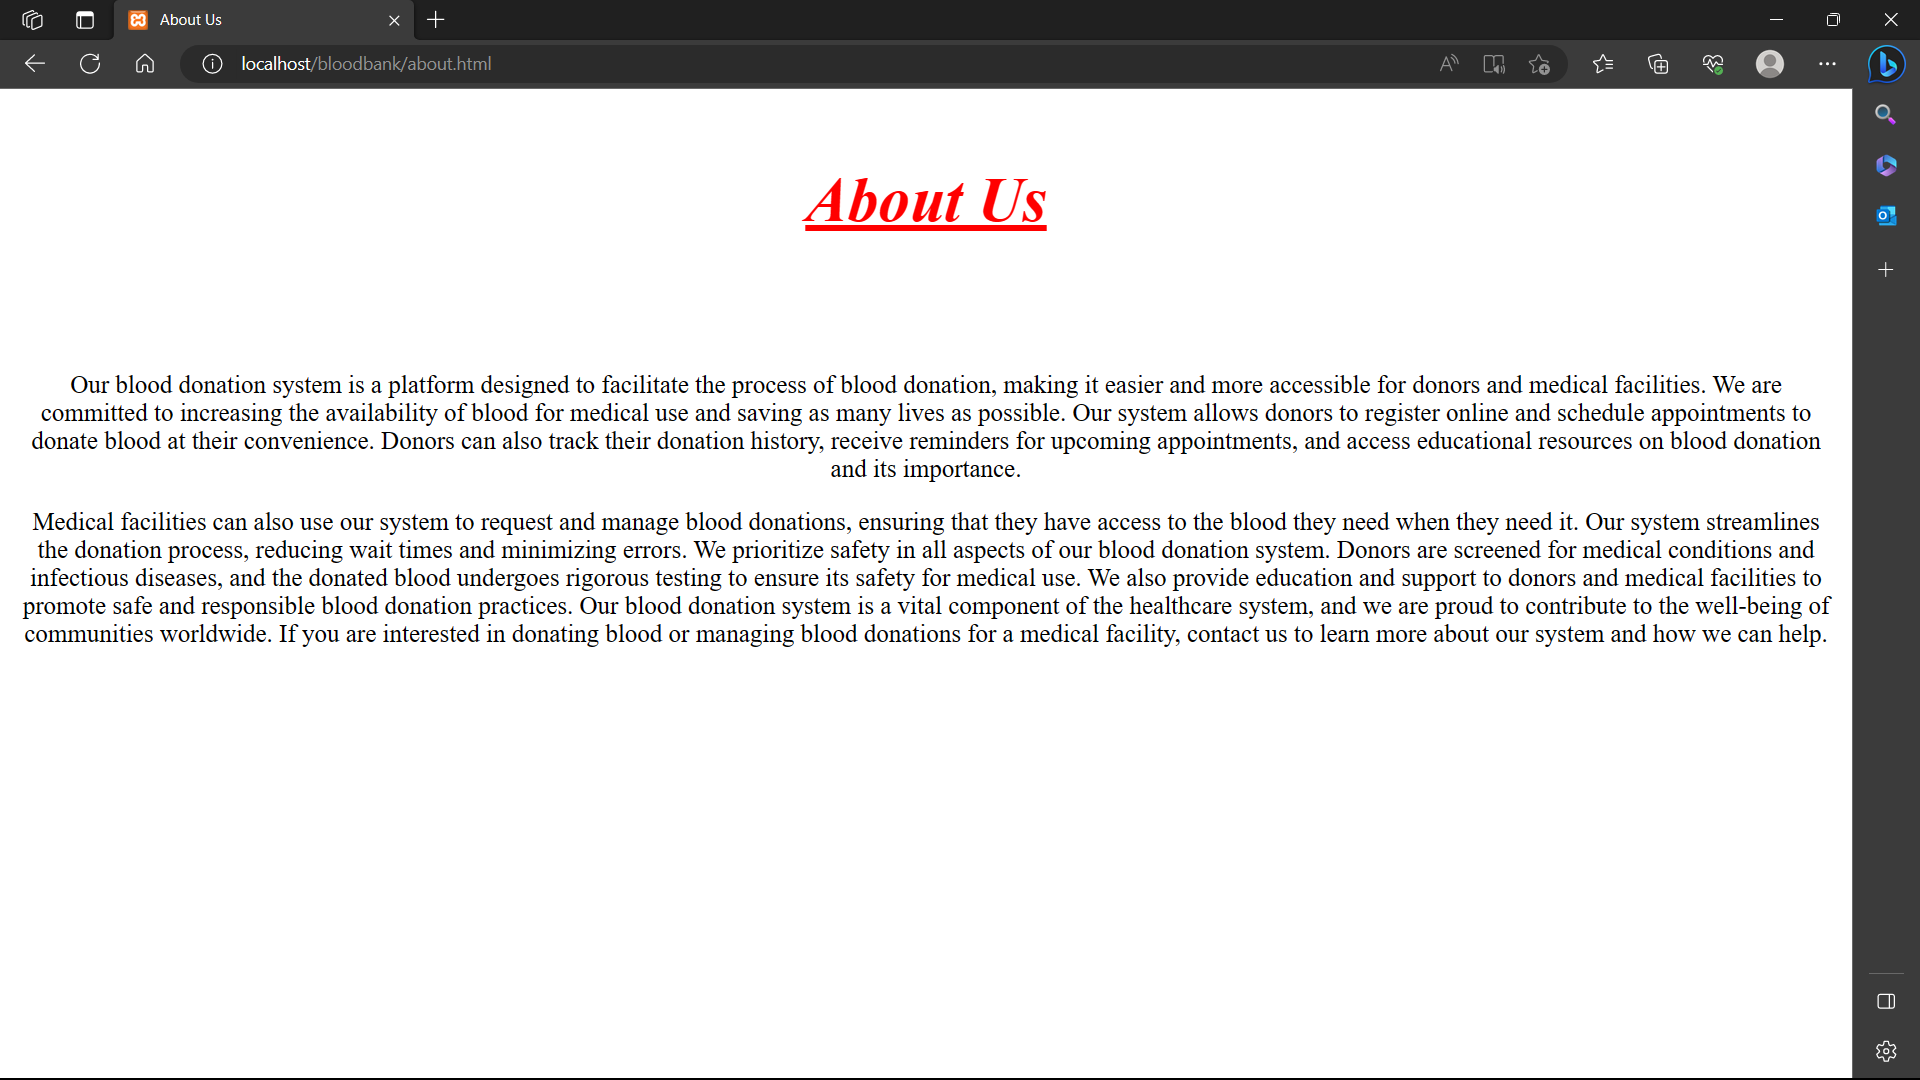 About Us
localhost/bloodbank/about.html
About Us
Our blood donation system is a platform designed to facilitate the process of blood donation, making it easier and more accessible for donors and medical facilities. We are
committed to increasing the availability of blood for medical use and saving as many lives as possible. Our system allows donors to register online and schedule appointments to
donate blood at their convenience. Donors can also track their donation history, receive reminders for upcoming appointments, and access educational resources on blood donation
and its importance.
Medical facilities can also use our system to request and manage blood donations, ensuring that they have access to the blood they need when they need it. Our system streamlines
the donation process, reducing wait times and minimizing errors. We prioritize safety in all aspects of our blood donation system. Donors are screened for medical conditions and
infectious diseases, and the donated blood undergoes rigorous testing to ensure its safety for medical use. We also provide education and support to donors and medical facilities to
promote safe and responsible blood donation practices. Our blood donation system is a vital component of the healthcare system, and we are proud to contribute to the well-being of
communities worldwide. If you are interested in donating blood or managing blood donations for a medical facility, contact us to learn more about our system and how we can help.